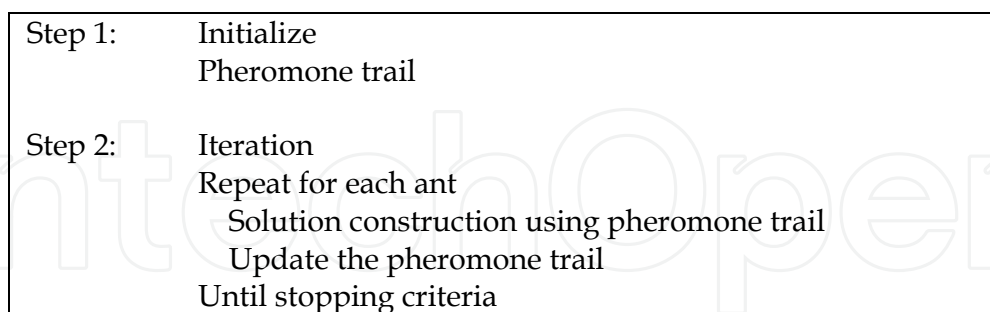 Step 1: Initialize
Pheromone trail
Step 2: Iteration
Repeat for each ant
Solution construction using pheromone trail
Update the pheromone trail
Until stopping criteria